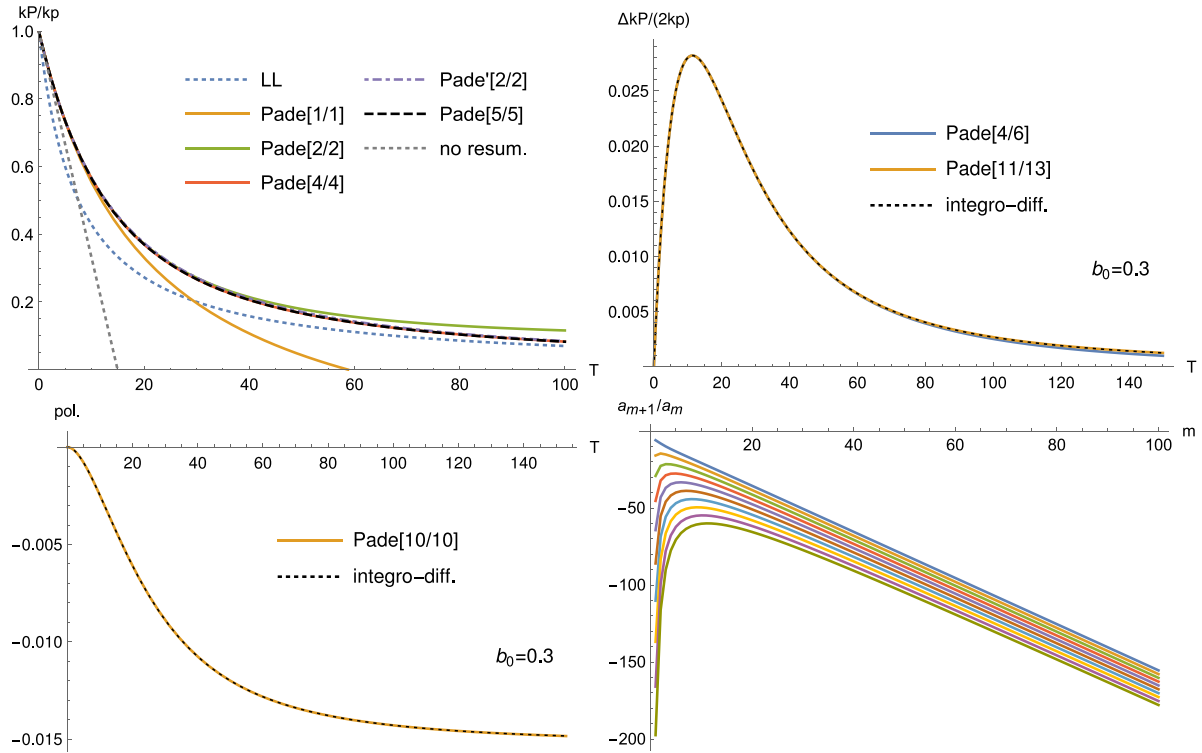 kP/kp
1.0
0.8
0.6
0.4
0.2
0
20
40
60
80
100
T
LL
Pade[1/1]
Pade[2/2]
Pade[4/4]
Pade'[2/2]
Pade[5/5]
no resum.
ΔkP/(2kp)
0.025
0.020
0.015
0.010
0.005
0
20
40
60
80
100
120
140
T
Pade[4/6]
Pade[11/13]
integro-diff.
b0=0.3
pol.
20
40
60
80
100
120
140
T
-0.005
-0.010
-0.015
Pade[10/10]
integro-diff.
b0=0.3
am+1/am
20
40
60
80
100
m
-50
-100
-150
-200